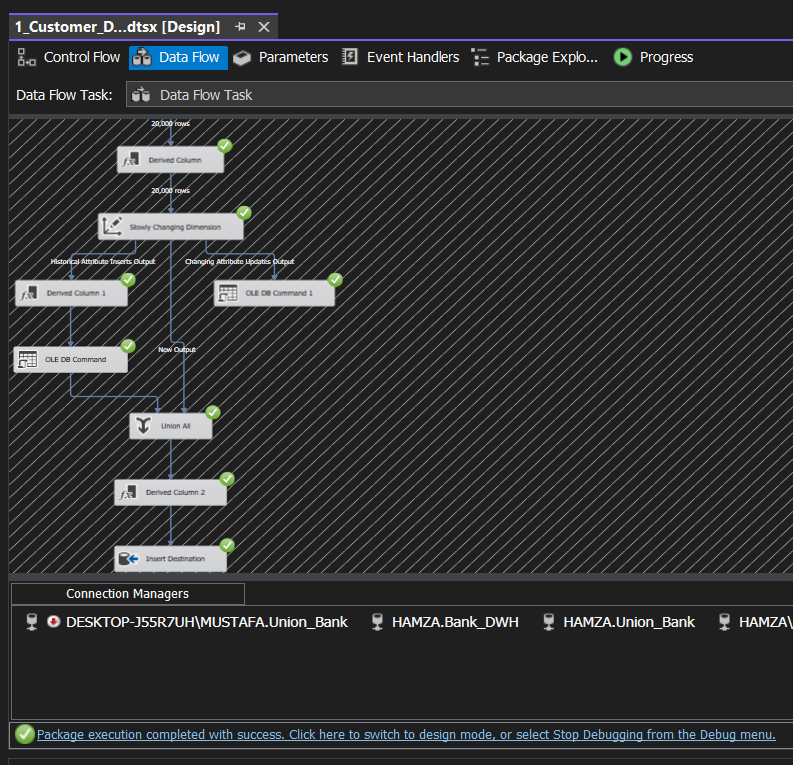 1_Customer_D...dtsx [Design]
Control Flow Data Flow Parameters Event Handlers Package Explo... Progress
Data Flow Task: Data Flow Task
20,000 rows
Derived Column
20,000 rows
Slowly Changing Dimension
Historical Attribute Inserts Output Changing Attribute Updates Output
Derived Column 1 OLE DB Command 1
New Output
OLE DB Command
Union All
Derived Column 2
Insert Destination
Connection Managers
DESKTOP-J55R7UH\MUSTAFA.Union_Bank HAMZA.Bank_DWH HAMZA.Union_Bank HAMZA\
Package execution completed with success. Click here to switch to design mode, or select Stop Debugging from the Debug menu.